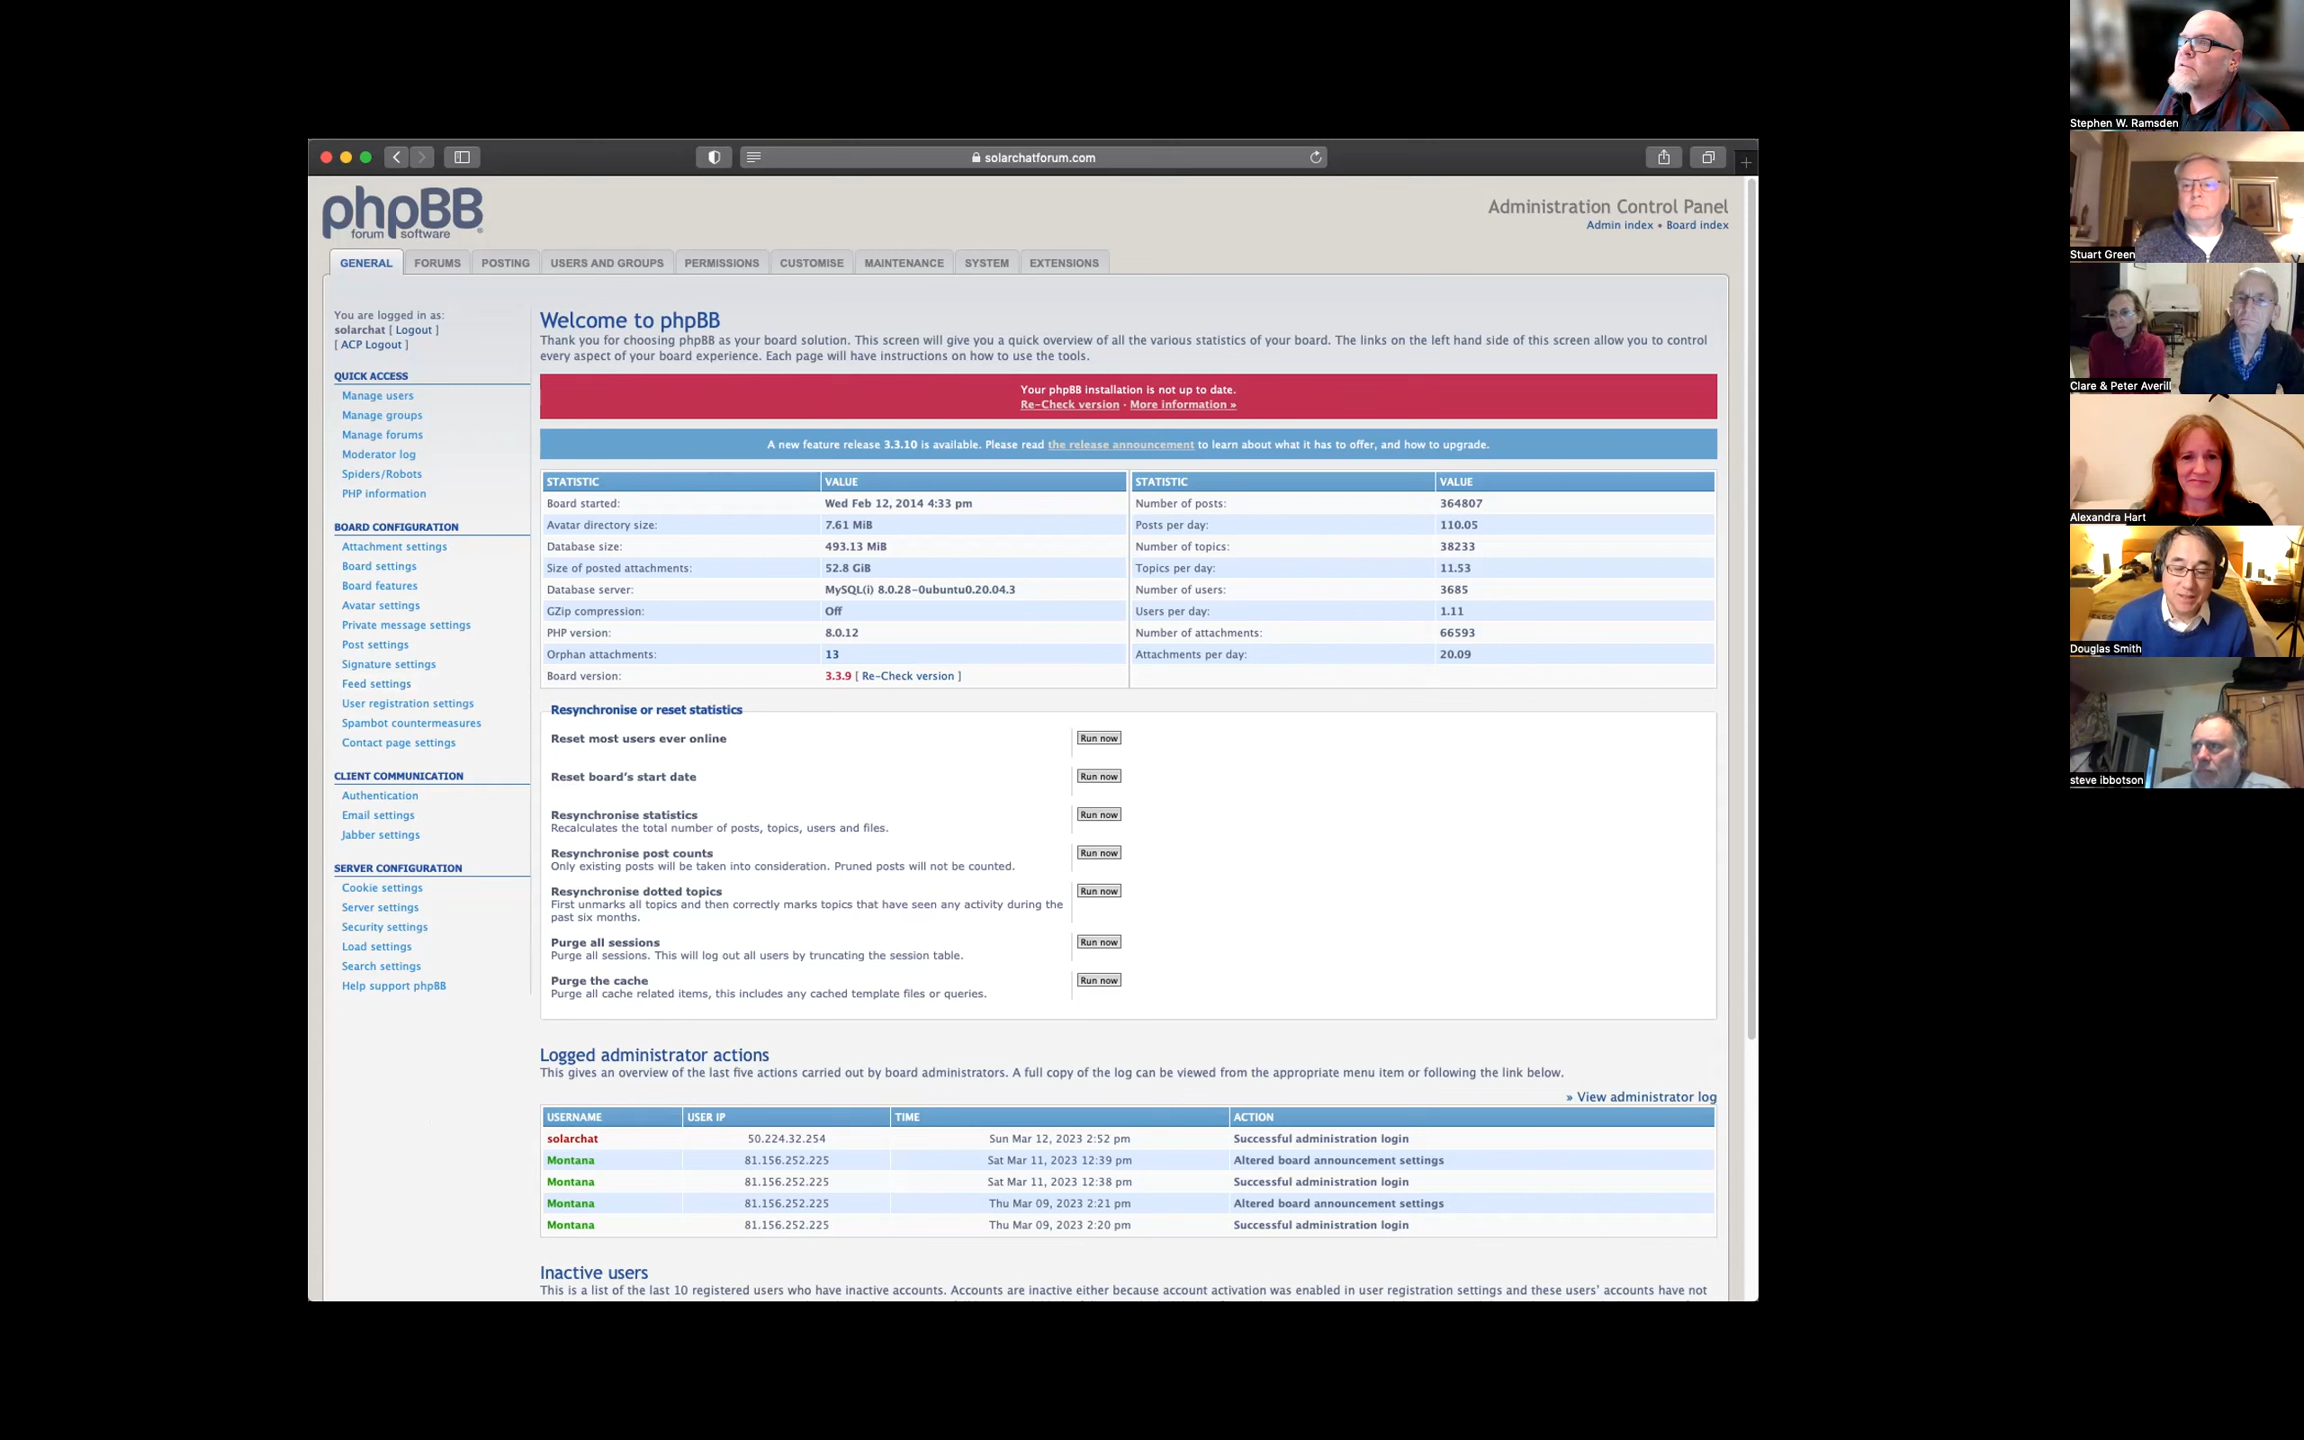 solarchatforum.com
phpBB
forum software
Administration Control Panel
Admin index • Board index
GENERAL FORUMS POSTING USERS AND GROUPS PERMISSIONS CUSTOMISE MAINTENANCE SYSTEM EXTENSIONS
You are logged in as:
solarchat [ Logout ]
[ ACP Logout ]
QUICK ACCESS
Manage users
Manage groups
Manage forums
Moderator log
Spiders/Robots
PHP information
BOARD CONFIGURATION
Attachment settings
Board settings
Board features
Avatar settings
Private message settings
Post settings
Signature settings
Feed settings
User registration settings
Spambot countermeasures
Contact page settings
CLIENT COMMUNICATION
Authentication
Email settings
Jabber settings
SERVER CONFIGURATION
Cookie settings
Server settings
Security settings
Load settings
Search settings
Help support phpBB
Welcome to phpBB
Thank you for choosing phpBB as your board solution. This screen will give you a quick overview of all the various statistics of your board. The links on the left hand side of this screen allow you to control
every aspect of your board experience. Each page will have instructions on how to use the tools.
Your phpBB installation is not up to date.
Re-Check version · More information »
A new feature release 3.3.10 is available. Please read the release announcement to learn about what it has to offer, and how to upgrade.
STATISTIC VALUE STATISTIC VALUE
Board started: Wed Feb 12, 2014 4:33 pm Number of posts: 364807
Avatar directory size: 7.61 MiB Posts per day: 110.05
Database size: 493.13 MiB Number of topics: 38233
Size of posted attachments: 52.8 GiB Topics per day: 11.53
Database server: MySQL(i) 8.0.28-0ubuntu0.20.04.3 Number of users: 3685
GZip compression: Off Users per day: 1.11
PHP version: 8.0.12 Number of attachments: 66593
Orphan attachments: 13 Attachments per day: 20.09
Board version: 3.3.9 [ Re-Check version ]
Resynchronise or reset statistics
Reset most users ever online Run now
Reset board's start date Run now
Resynchronise statistics Run now
Recalculates the total number of posts, topics, users and files.
Resynchronise post counts Run now
Only existing posts will be taken into consideration. Pruned posts will not be counted.
Resynchronise dotted topics Run now
First unmarks all topics and then correctly marks topics that have seen any activity during the
past six months.
Purge all sessions Run now
Purge all sessions. This will log out all users by truncating the session table.
Purge the cache Run now
Purge all cache related items, this includes any cached template files or queries.
Logged administrator actions
This gives an overview of the last five actions carried out by board administrators. A full copy of the log can be viewed from the appropriate menu item or following the link below.
» View administrator log
USERNAME USER IP TIME ACTION
solarchat 50.224.32.254 Sun Mar 12, 2023 2:52 pm Successful administration login
Montana 81.156.252.225 Sat Mar 11, 2023 12:39 pm Altered board announcement settings
Montana 81.156.252.225 Sat Mar 11, 2023 12:38 pm Successful administration login
Montana 81.156.252.225 Thu Mar 09, 2023 2:21 pm Altered board announcement settings
Montana 81.156.252.225 Thu Mar 09, 2023 2:20 pm Successful administration login
Inactive users
This is a list of the last 10 registered users who have inactive accounts. Accounts are inactive either because account activation was enabled in user registration settings and these users' accounts have not
Stephen W. Ramsden
Stuart Green
Clare & Peter Averill
Alexandra Hart
Douglas Smith
steve ibbotson